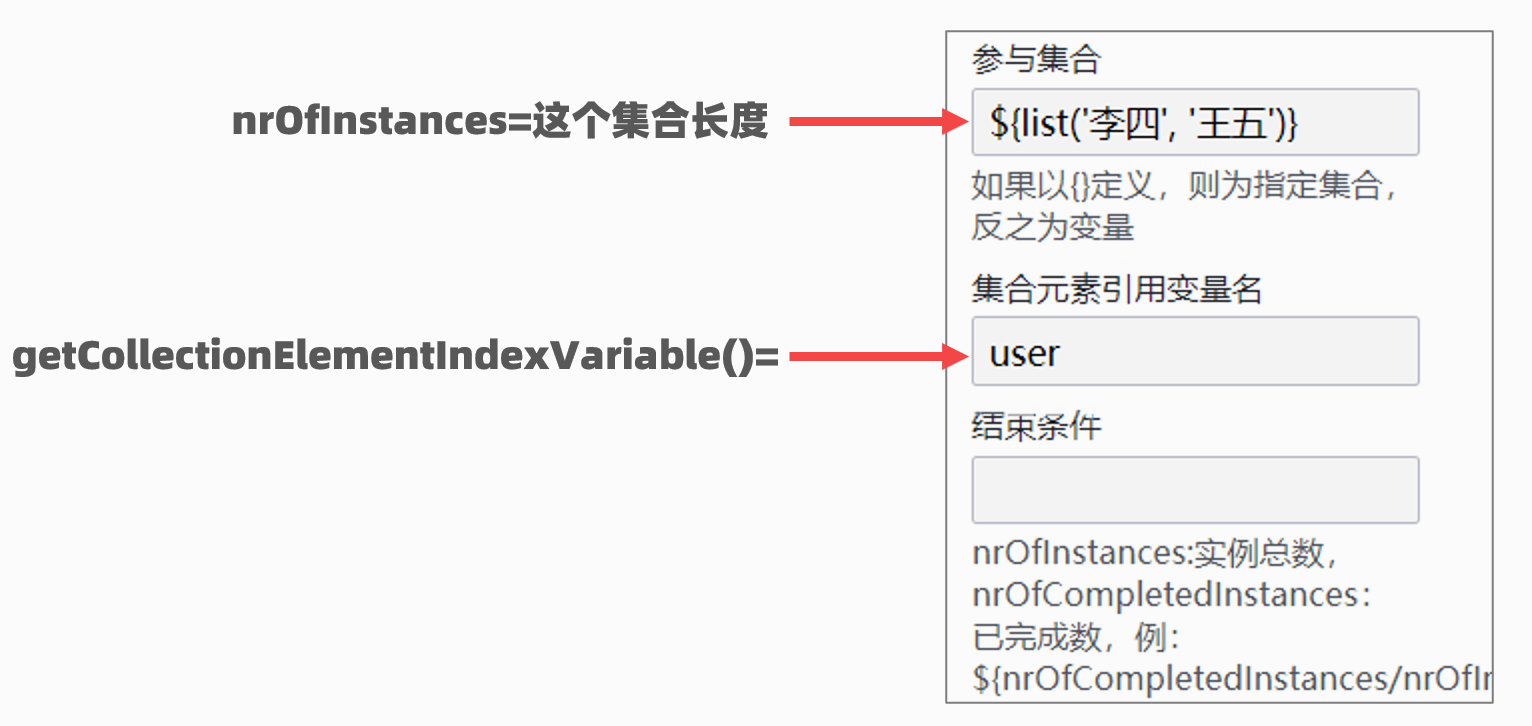 参与集合
nrOfInstances=这个集合长度
${list('李四', '王五')}
如果以{}定义，则为指定集合，
反之为变量
集合元素引用变量名
getCollectionElementIndexVariable()=
user
结束条件
nrOfInstances:实例总数，
nrOfCompletedInstances：
已完成数，例：
${nrOfCompletedInstances/nrOfIn